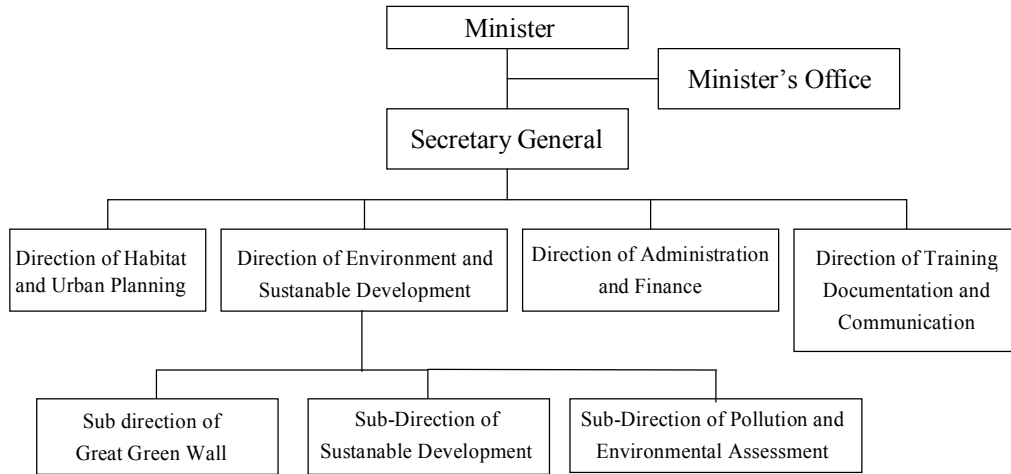 Minister
Minister's Office
Secretary General
Direction of Habitat
and Urban Planning
Direction of Environment and
Sustanable Development
Direction of Administration
and Finance
Direction of Training,
Documentation and
Communication
Sub direction of
Great Green Wall
Sub-Direction of
Sustanable Development
Sub-Direction of Pollution and
Environmental Assessment